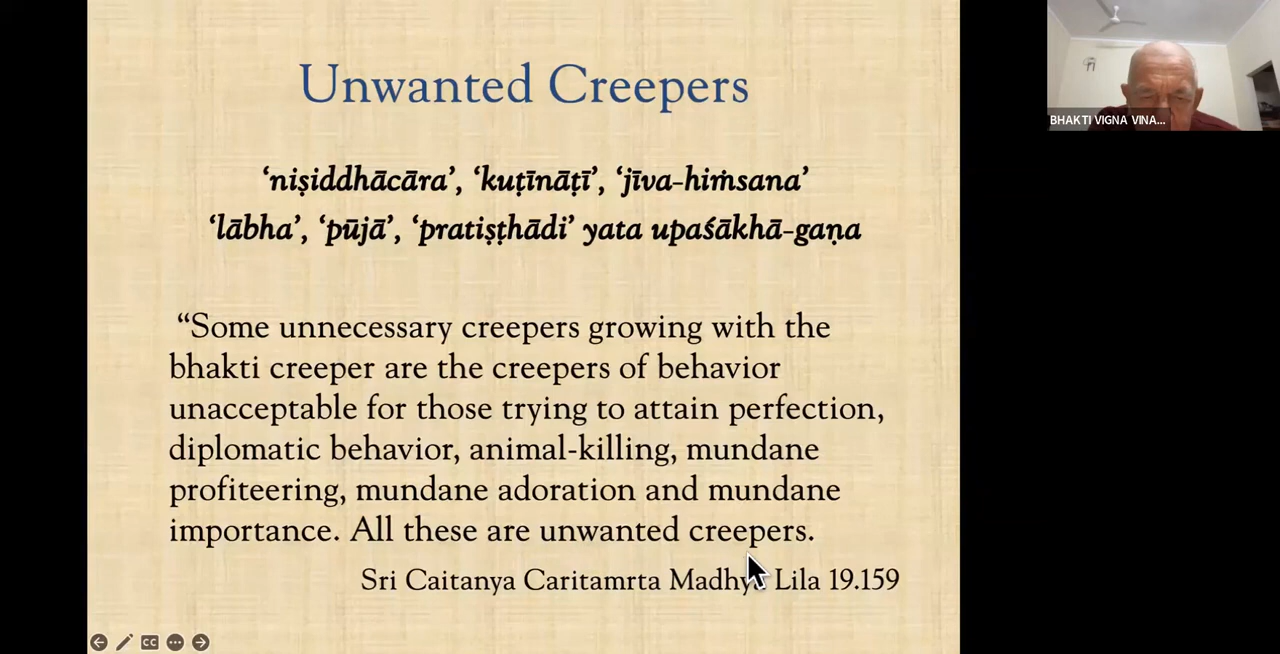 Unwanted Creepers
‘niṣiddhācāra’, ‘kuṭīnāṭī’, ‘jīva-hiṁsana’
‘lābha’, ‘pūjā’, ‘pratiṣṭhādi’ yata upaśākhā-gaṇa
“Some unnecessary creepers growing with the
bhakti creeper are the creepers of behavior
unacceptable for those trying to attain perfection,
diplomatic behavior, animal-killing, mundane
profiteering, mundane adoration and mundane
importance. All these are unwanted creepers.
Sri Caitanya Caritamrta Madhya Lila 19.159
BHAKTI VIGNA VINA...
CC